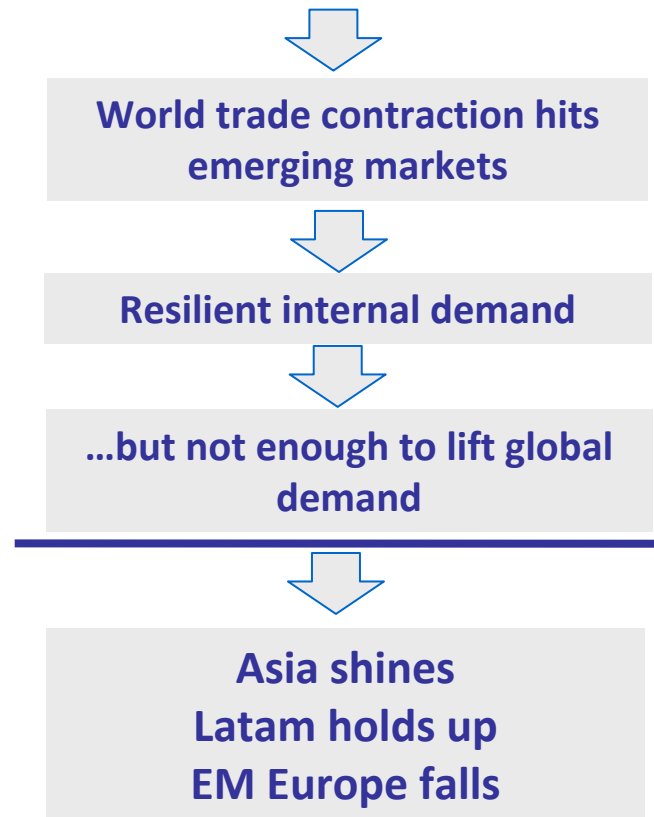 World trade contraction hits
emerging markets
Resilient internal demand
…but not enough to lift global
demand
Asia shines
Latam holds up
EM Europe falls